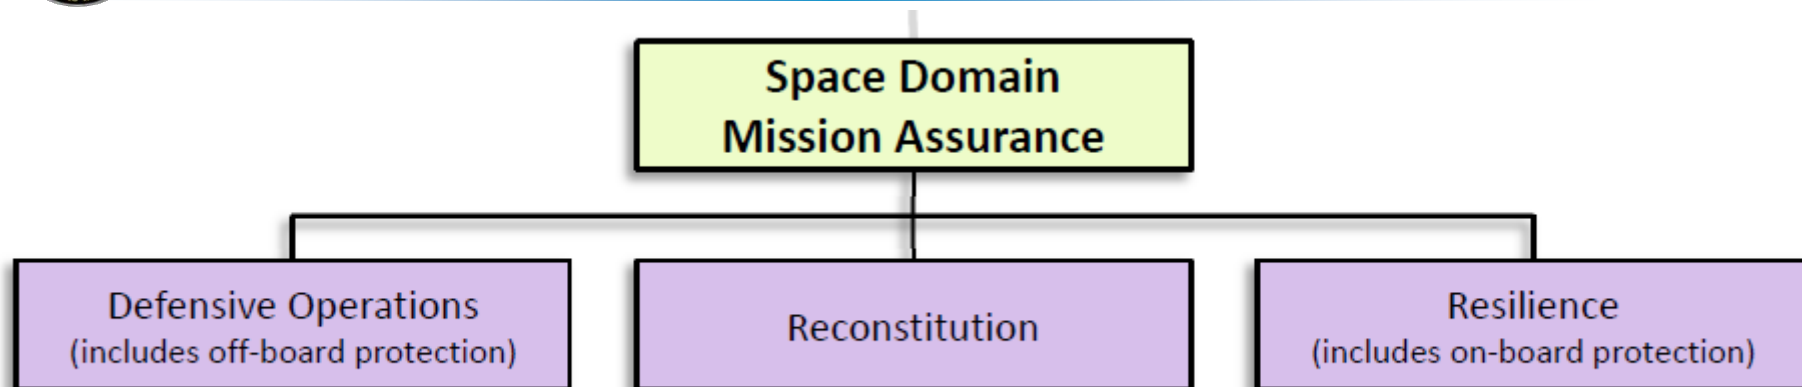 Space Domain
Mission Assurance
Defensive Operations
(includes off-board protection)
Reconstitution
Resilience
(includes on-board protection)